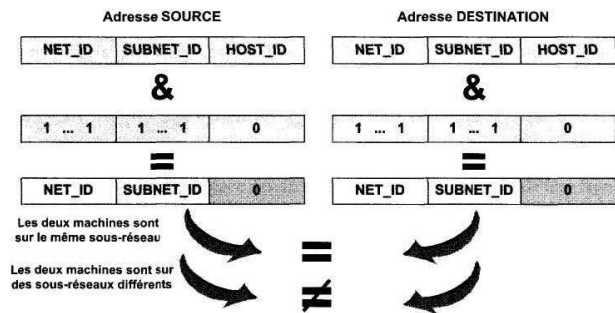 Adresse SOURCE Adresse DESTINATION
NET_ID SUBNET_ID HOST_ID NET_ID SUBNET_ID HOST_ID
& &
1 ... 1 1 ... 1 0 1 ... 1 1 ... 1 0
= =
NET_ID SUBNET_ID 0 NET_ID SUBNET_ID 0
Les deux machines sont
sur le même sous-réseau
=
Les deux machines sont sur
des sous-réseaux différents
≠